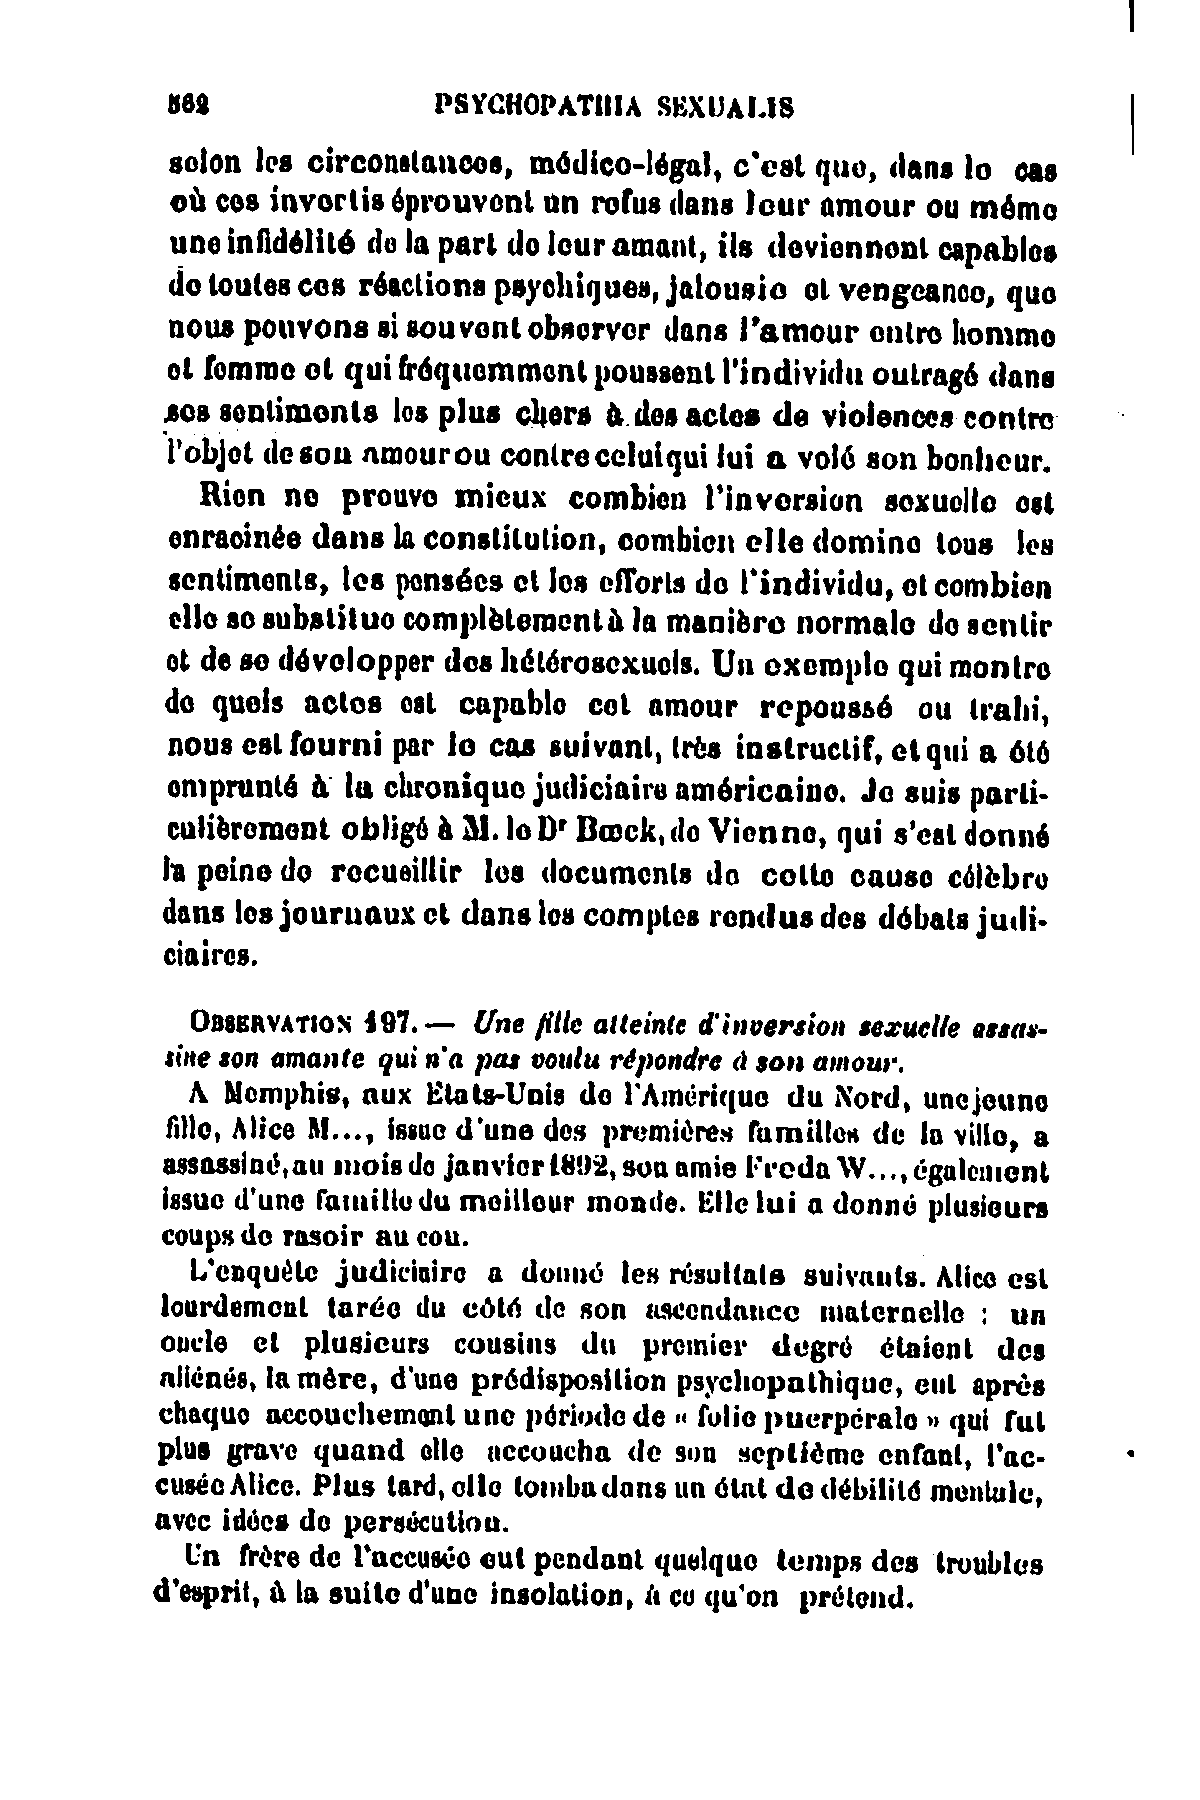 562 PSYCHOPATHIA SEXUALIS
selon les circonstances, médico-légal, c'est que, dans le cas
où ces invertis éprouvent un refus dans leur amour ou même
une infidélité de la part de leur amant, ils deviennent capables
de toutes ces réactions psychiques, jalousie et vengeance, que
nous pouvons si souvent observer dans l'amour entre homme
et femme et qui fréquemment poussent l'individu outragé dans
ses sentiments les plus chers à des actes de violences contre
l'objet de son amour ou contre celui qui lui a volé son bonheur.
Rien ne prouve mieux combien l'inversion sexuelle est
enracinée dans la constitution, combien elle domine tous les
sentiments, les pensées et les efforts de l'individu, et combien
elle se substitue complètement à la manière normale de sentir
et de se développer des hétérosexuels. Un exemple qui montre
de quels actes est capable cet amour repoussé ou trahi,
nous est fourni par le cas suivant, très instructif, et qui a été
emprunté à la chronique judiciaire américaine. Je suis parti-
culièrement obligé à M. le Dr Bœck, de Vienne, qui s'est donné
la peine de recueillir les documents de cette cause célèbre
dans les journaux et dans les comptes rendus des débats judi-
ciaires.
OBSERVATION 197. — Une fille atteinte d'inversion sexuelle assas-
sine son amante qui n'a pas voulu répondre à son amour.
A Memphis, aux Etats-Unis de l'Amérique du Nord, une jeune
fille, Alice M..., issue d'une des premières familles de la ville, a
assassiné, au mois de janvier 1892, son amie Freda W..., également
issue d'une famille du meilleur monde. Elle lui a donné plusieurs
coups de rasoir au cou.
L'enquête judiciaire a donné les résultats suivants. Alice est
lourdement tarée du côté de son ascendance maternelle : un
oncle et plusieurs cousins du premier degré étaient des
aliénés, la mère, d'une prédisposition psychopathique, eut après
chaque accouchement une période de « folie puerpérale » qui fut
plus grave quand elle accoucha de son septième enfant, l'ac-
cusée Alice. Plus tard, elle tomba dans un état de débilité mentale,
avec idées de persécution.
Un frère de l'accusée eut pendant quelque temps des troubles
d'esprit, à la suite d'une insolation, à ce qu'on prétend.